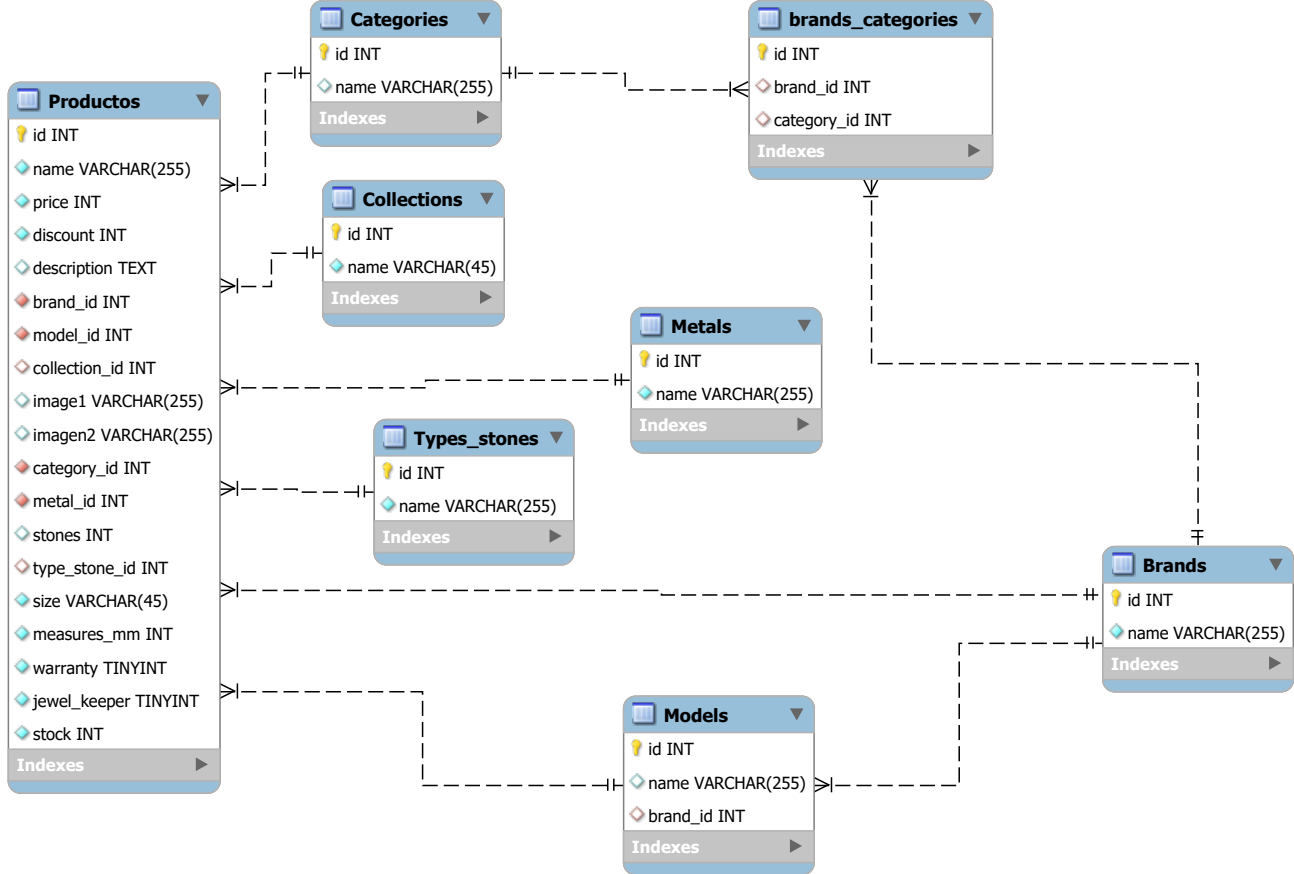 Categories
id INT
name VARCHAR(255)
Indexes
brands_categories
id INT
brand_id INT
category_id INT
Indexes
Productos
id INT
name VARCHAR(255)
price INT
discount INT
description TEXT
brand_id INT
model_id INT
collection_id INT
image1 VARCHAR(255)
imagen2 VARCHAR(255)
category_id INT
metal_id INT
stones INT
type_stone_id INT
size VARCHAR(45)
measures_mm INT
warranty TINYINT
jewel_keeper TINYINT
stock INT
Indexes
Collections
id INT
name VARCHAR(45)
Indexes
Metals
id INT
name VARCHAR(255)
Indexes
Types_stones
id INT
name VARCHAR(255)
Indexes
Brands
id INT
name VARCHAR(255)
Indexes
Models
id INT
name VARCHAR(255)
brand_id INT
Indexes